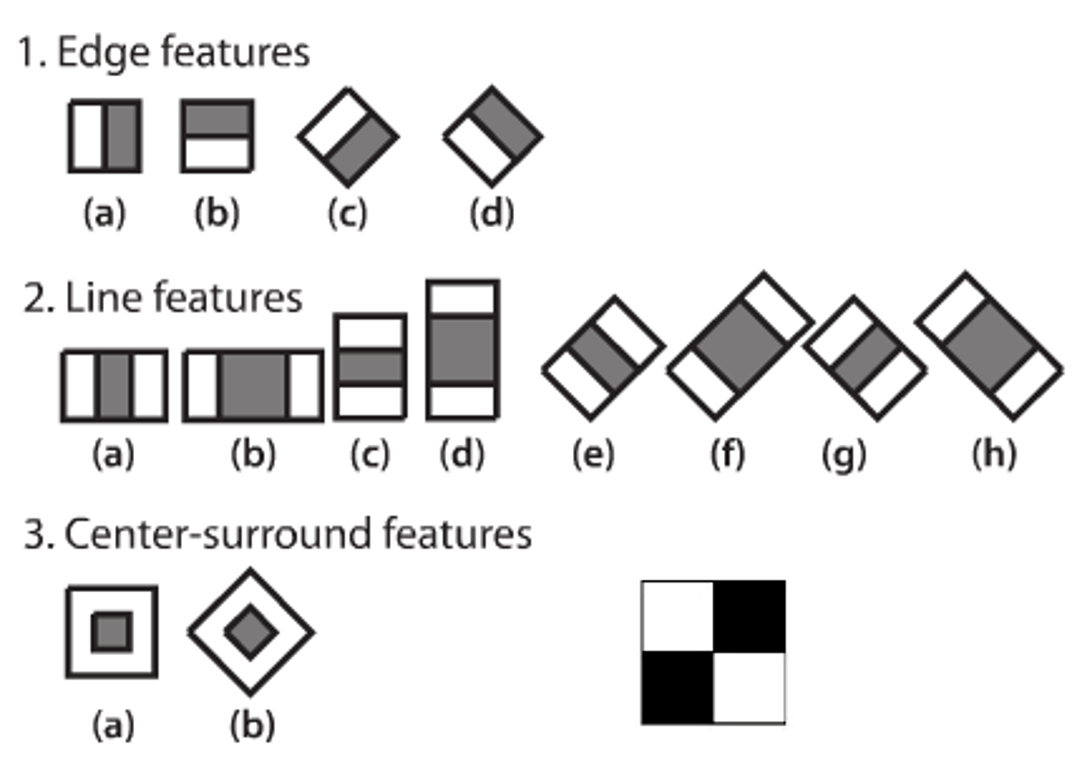 1. Edge features
(a) (b) (c) (d)
2. Line features
(a) (b) (c) (d) (e) (f) (g) (h)
3. Center-surround features
(a) (b)